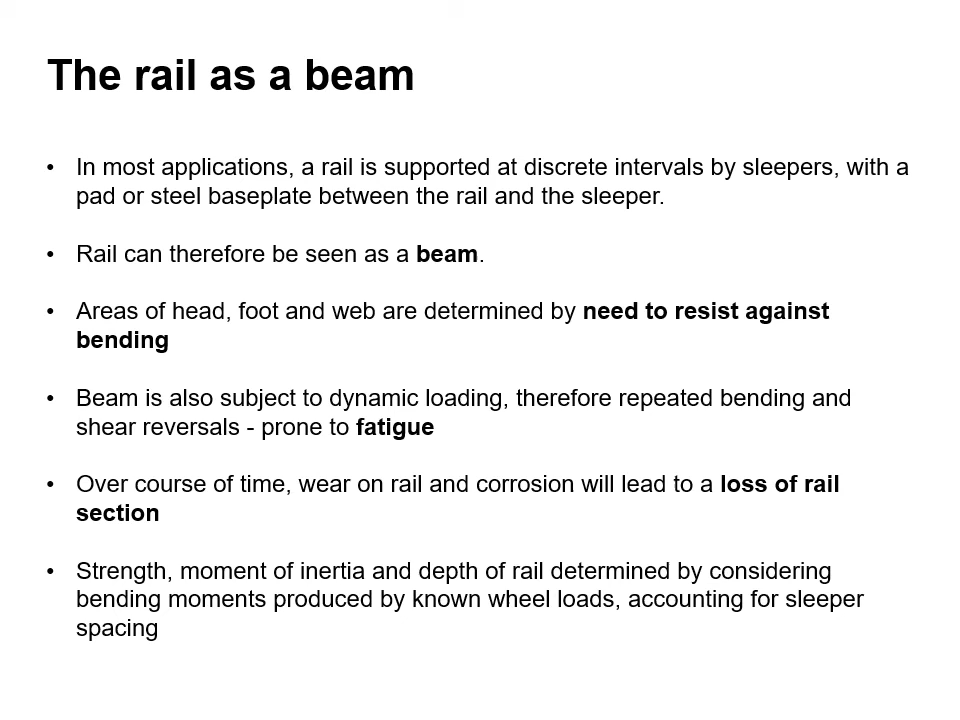 The rail as a beam
• In most applications, a rail is supported at discrete intervals by sleepers, with a
pad or steel baseplate between the rail and the sleeper.
• Rail can therefore be seen as a beam.
• Areas of head, foot and web are determined by need to resist against
bending
• Beam is also subject to dynamic loading, therefore repeated bending and
shear reversals - prone to fatigue
• Over course of time, wear on rail and corrosion will lead to a loss of rail
section
• Strength, moment of inertia and depth of rail determined by considering
bending moments produced by known wheel loads, accounting for sleeper
spacing